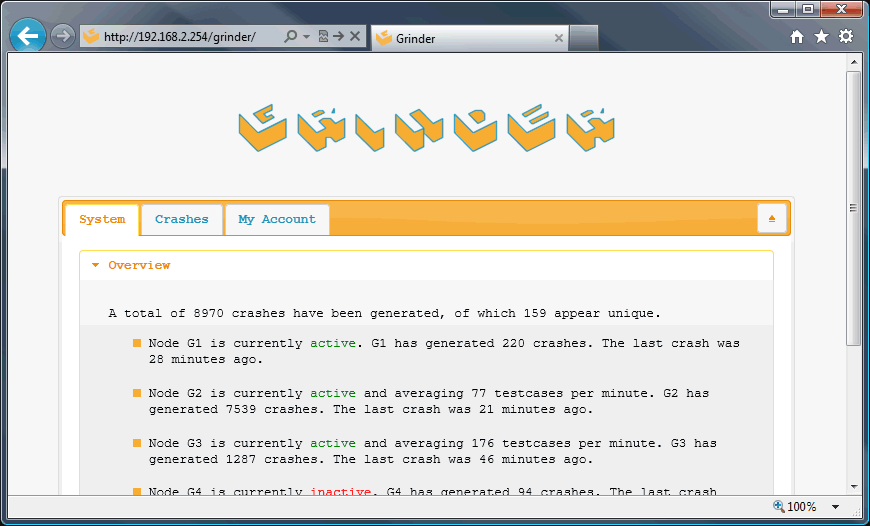 http://192.168.2.254/grinder/
Grinder
GRINDER
System
Crashes
My Account
Overview
A total of 8970 crashes have been generated, of which 159 appear unique.
Node G1 is currently active. G1 has generated 220 crashes. The last crash was
28 minutes ago.
Node G2 is currently active and averaging 77 testcases per minute. G2 has
generated 7539 crashes. The last crash was 21 minutes ago.
Node G3 is currently active and averaging 176 testcases per minute. G3 has
generated 1287 crashes. The last crash was 46 minutes ago.
Node G4 is currently inactive. G4 has generated 94 crashes. The last crash
100%